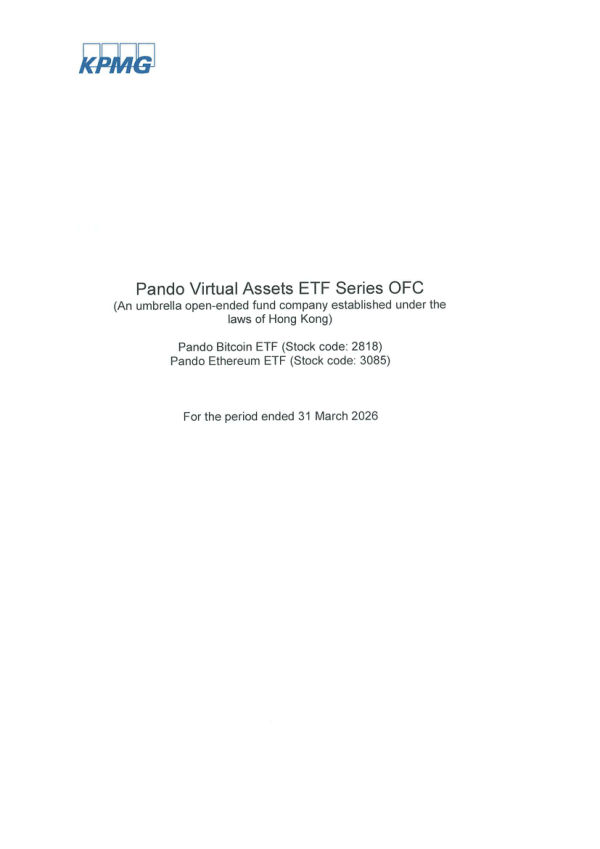 KPMG
Pando Virtual Assets ETF Series OFC
(An umbrella open-ended fund company established under the
laws of Hong Kong)
Pando Bitcoin ETF (Stock code: 2818)
Pando Ethereum ETF (Stock code: 3085)
For the period ended 31 March 2026